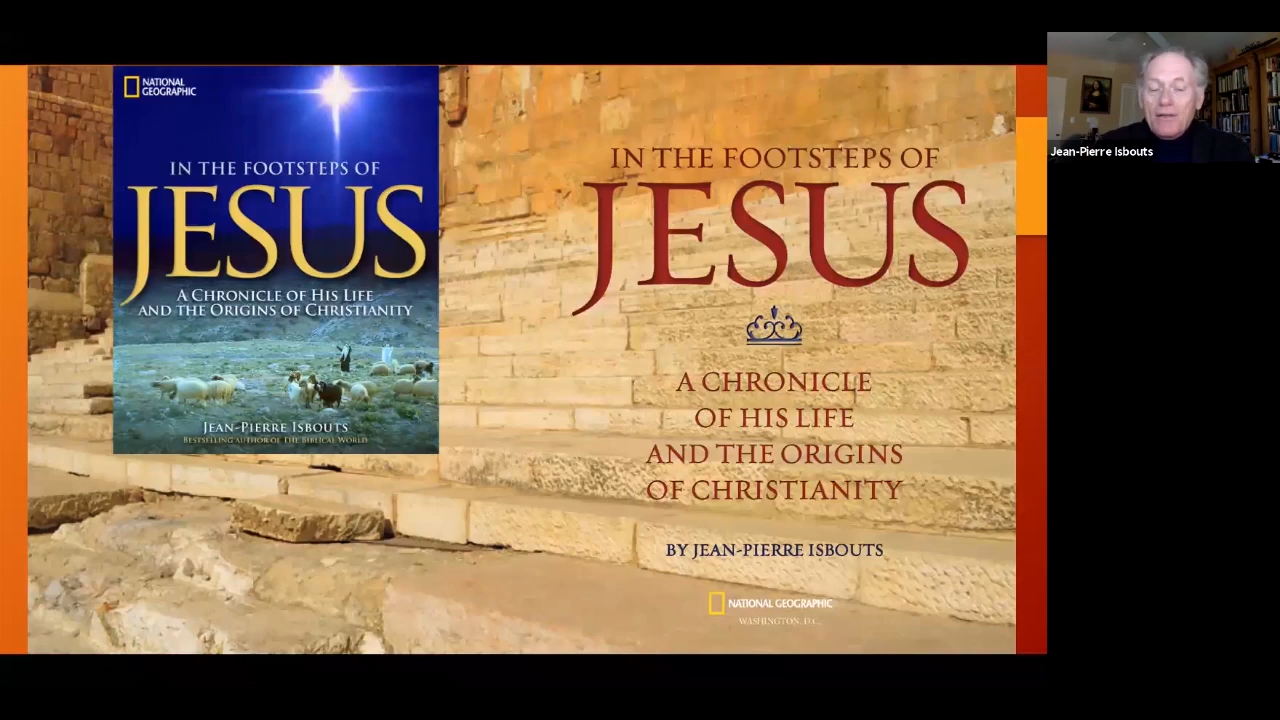 NATIONAL
GEOGRAPHIC
IN THE FOOTSTEPS OF
JESUS
A CHRONICLE OF HIS LIFE
AND THE ORIGINS OF CHRISTIANITY
JEAN-PIERRE ISBOUTS
BESTSELLING AUTHOR OF THE BIBLICAL WORLD
IN THE FOOTSTEPS OF
JESUS
A CHRONICLE
OF HIS LIFE
AND THE ORIGINS
OF CHRISTIANITY
BY JEAN-PIERRE ISBOUTS
NATIONAL GEOGRAPHIC
WASHINGTON, D.C.
Jean-Pierre Isbouts